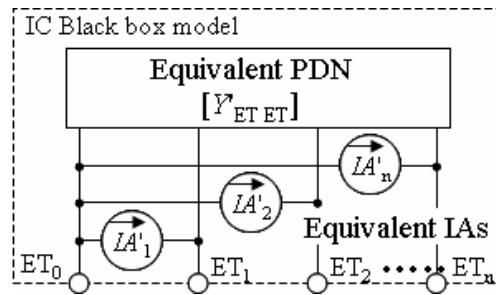 IC Black box model
Equivalent PDN
[Y'ET ET]
IA'n
IA'2
IA'1
Equivalent IAs
ET0 ET1 ET2 ••••• ETn